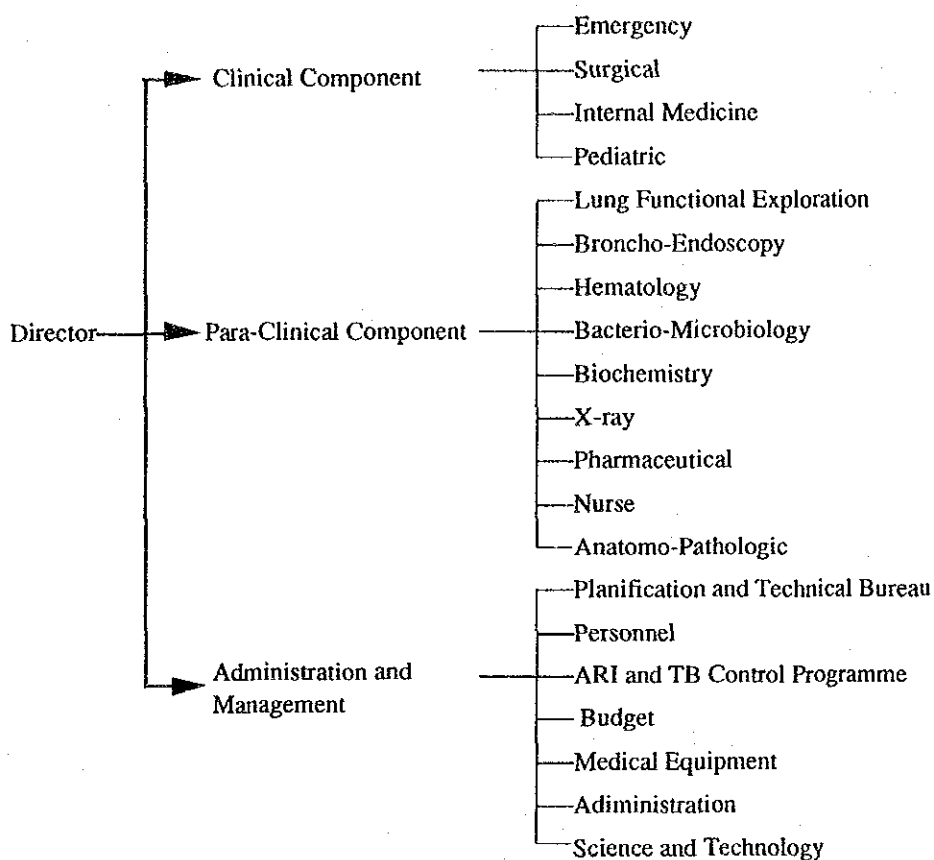 Emergency
Clinical Component
Surgical
Internal Medicine
Pediatric
Lung Functional Exploration
Broncho-Endoscopy
Hematology
Director
Para-Clinical Component
Bacterio-Microbiology
Biochemistry
X-ray
Pharmaceutical
Nurse
Anatomo-Pathologic
Planification and Technical Bureau
Personnel
Administration and
Management
ARI and TB Control Programme
Budget
Medical Equipment
Adiministration
Science and Technology